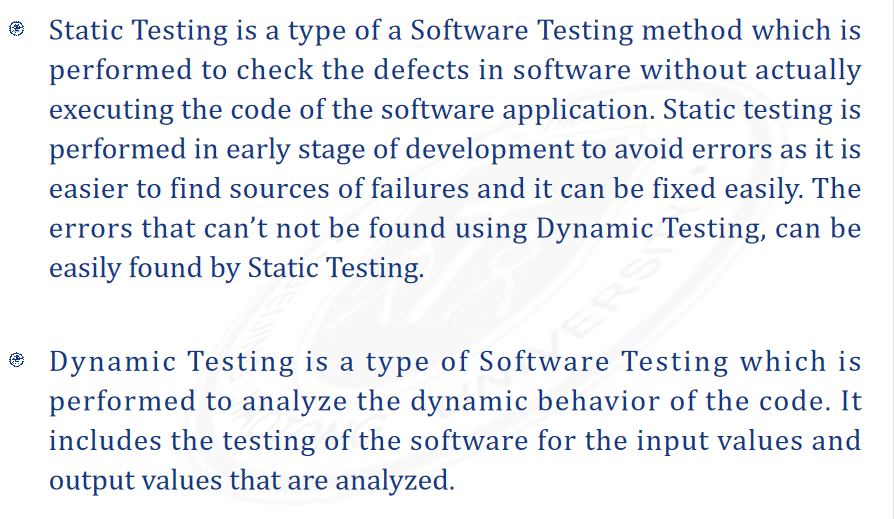 Static Testing is a type of a Software Testing method which is
performed to check the defects in software without actually
executing the code of the software application. Static testing is
performed in early stage of development to avoid errors as it is
easier to find sources of failures and it can be fixed easily. The
errors that can’t not be found using Dynamic Testing, can be
easily found by Static Testing.
Dynamic Testing is a type of Software Testing which is
performed to analyze the dynamic behavior of the code. It
includes the testing of the software for the input values and
output values that are analyzed.